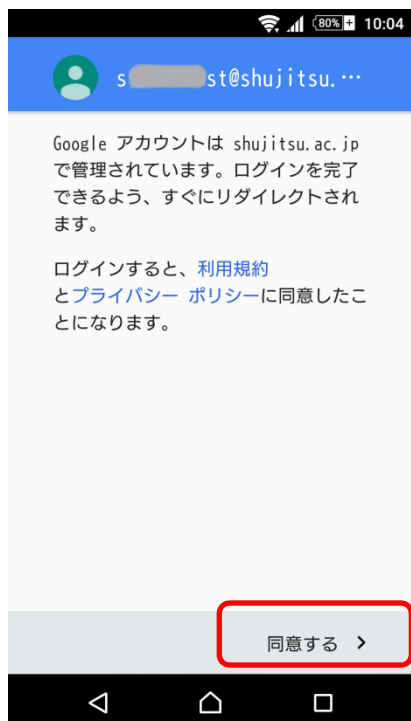 80% 10:04
s st@shujitsu.…
Google アカウントは shujitsu.ac.jp
で管理されています。ログインを完了
できるよう、すぐにリダイレクトされ
ます。
ログインすると、利用規約
とプライバシー ポリシーに同意したこ
とになります。
同意する >